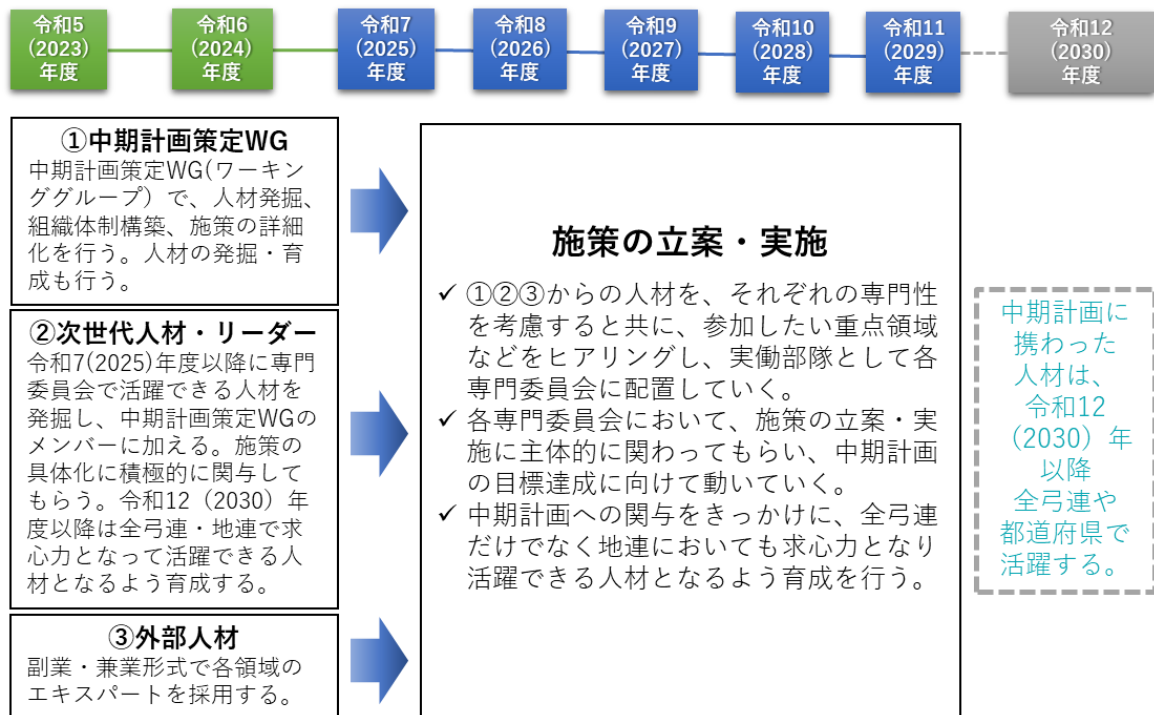 令和5
(2023)
年度
令和6
(2024)
年度
令和7
(2025)
年度
令和8
(2026)
年度
令和9
(2027)
年度
令和10
(2028)
年度
令和11
(2029)
年度
令和12
(2030)
年度
①中期計画策定WG
中期計画策定WG(ワーキン
ググループ）で、人材発掘、
組織体制構築、施策の詳細
化を行う。人材の発掘・育
成も行う。
②次世代人材・リーダー
令和7(2025)年度以降に専門
委員会で活躍できる人材を
発掘し、中期計画策定WGの
メンバーに加える。施策の
具体化に積極的に関与して
もらう。令和12（2030）年
度以降は全弓連・地連で求
心力となって活躍できる人
材となるよう育成する。
③外部人材
副業・兼業形式で各領域の
エキスパートを採用する。
施策の立案・実施
✓ ①②③からの人材を、それぞれの専門性
を考慮すると共に、参加したい重点領域
などをヒアリングし、実働部隊として各
専門委員会に配置していく。
✓ 各専門委員会において、施策の立案・実
施に主体的に関わってもらい、中期計画
の目標達成に向けて動いていく。
✓ 中期計画への関与をきっかけに、全弓連
だけでなく地連においても求心力となり
活躍できる人材となるよう育成を行う。
中期計画に
携わった
人材は、
令和12
（2030）年
以降
全弓連や
都道府県で
活躍する。